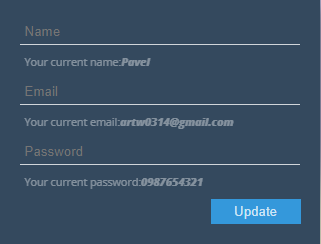 Name
Your current name:Pavel
Email
Your current email:artw0314@gmail.com
Password
Your current password:0987654321
Update